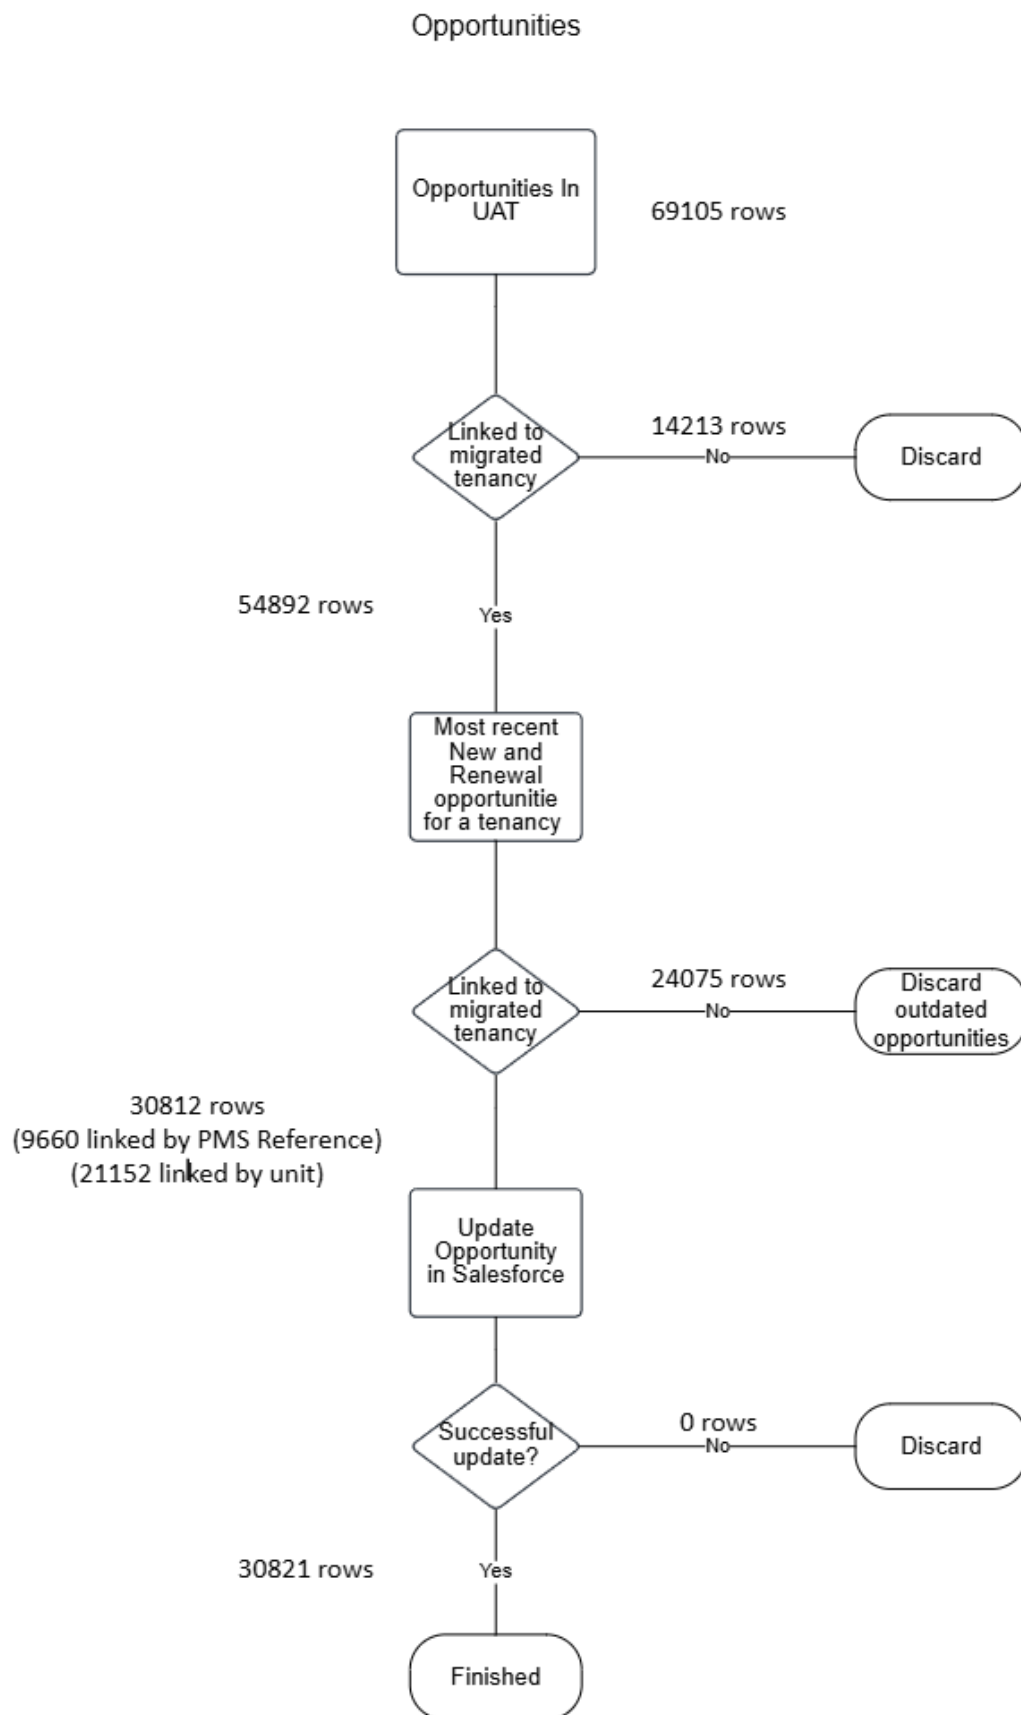 Opportunities
Opportunities In
UAT
69105 rows
Linked to
migrated
tenancy
14213 rows
No
Discard
54892 rows
Yes
Most recent
New and
Renewal
opportunitie
for a tenancy
Linked to
migrated
tenancy
24075 rows
No
Discard
outdated
opportunities
30812 rows
(9660 linked by PMS Reference)
(21152 linked by unit)
Update
Opportunity
in Salesforce
Successful
update?
0 rows
No
Discard
30821 rows
Yes
Finished